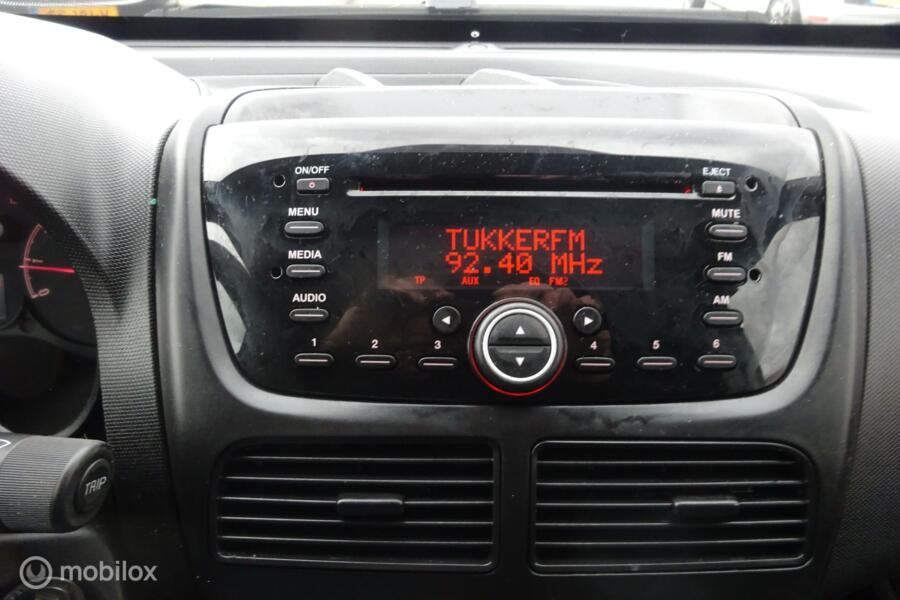 ON/OFF
EJECT
MENU
MUTE
TUKKERFM
92.40 MHz
MEDIA
FM
TP AUX EQ FM2
AUDIO
AM
1 2 3 4 5 6
TRIP
mobilox